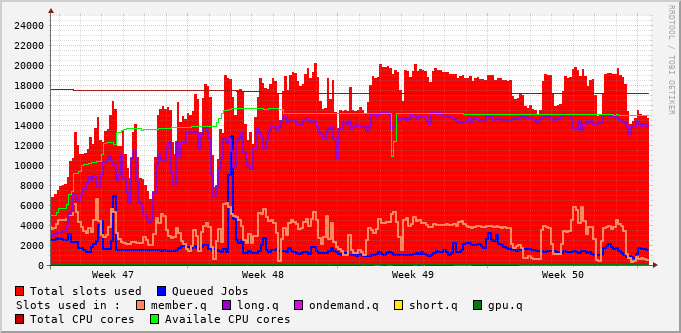 24000
22000
20000
18000
16000
14000
12000
10000
8000
6000
4000
2000
0
Week 47 Week 48 Week 49 Week 50
Total slots used Queued Jobs
Slots used in : member.q long.q ondemand.q short.q gpu.q
Total CPU cores Availale CPU cores
RRDTOOL / TOBI OETIKER